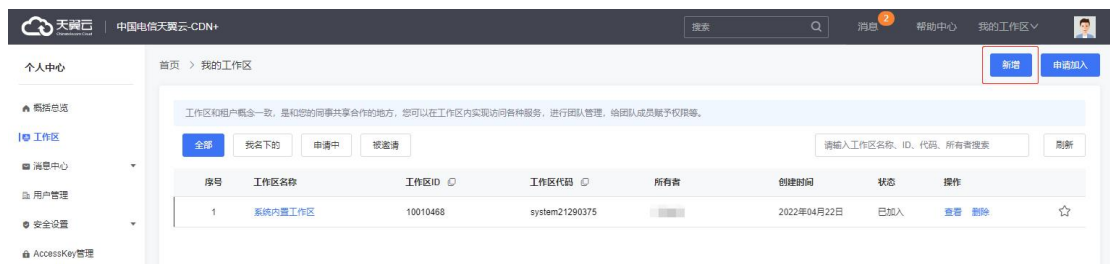 天翼云 中国电信天翼云-CDN+ 搜索 消息 2 帮助中心 我的工作区
个人中心
首页 > 我的工作区 新增 申请加入
概括总览
工作区和租户概念一致，是和您的同事共享合作的地方，您可以在工作区内实现访问各种服务，进行团队管理，给团队成员赋予权限等。
工作区
全部 我名下的 申请中 被邀请 请输入工作区名称、ID、代码、所有者搜索 刷新
消息中心
序号 工作区名称 工作区ID 工作区代码 所有者 创建时间 状态 操作
用户管理
1 系统内置工作区 10010468 system21290375 2022年04月22日 已加入 查看 删除
安全设置
AccessKey管理